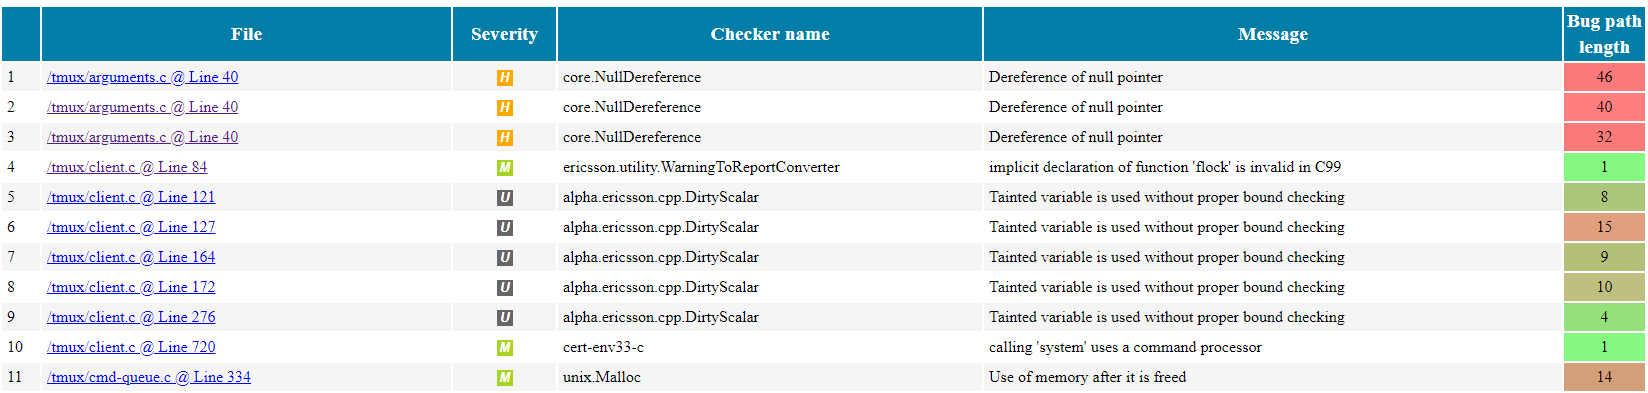 File Severity Checker name Message Bug path length
1 /tmux/arguments.c @ Line 40 H core.NullDereference Dereference of null pointer 46
2 /tmux/arguments.c @ Line 40 H core.NullDereference Dereference of null pointer 40
3 /tmux/arguments.c @ Line 40 H core.NullDereference Dereference of null pointer 32
4 /tmux/client.c @ Line 84 M ericsson.utility.WarningToReportConverter implicit declaration of function 'flock' is invalid in C99 1
5 /tmux/client.c @ Line 121 U alpha.ericsson.cpp.DirtyScalar Tainted variable is used without proper bound checking 8
6 /tmux/client.c @ Line 127 U alpha.ericsson.cpp.DirtyScalar Tainted variable is used without proper bound checking 15
7 /tmux/client.c @ Line 164 U alpha.ericsson.cpp.DirtyScalar Tainted variable is used without proper bound checking 9
8 /tmux/client.c @ Line 172 U alpha.ericsson.cpp.DirtyScalar Tainted variable is used without proper bound checking 10
9 /tmux/client.c @ Line 276 U alpha.ericsson.cpp.DirtyScalar Tainted variable is used without proper bound checking 4
10 /tmux/client.c @ Line 720 M cert-env33-c calling 'system' uses a command processor 1
11 /tmux/cmd-queue.c @ Line 334 M unix.Malloc Use of memory after it is freed 14